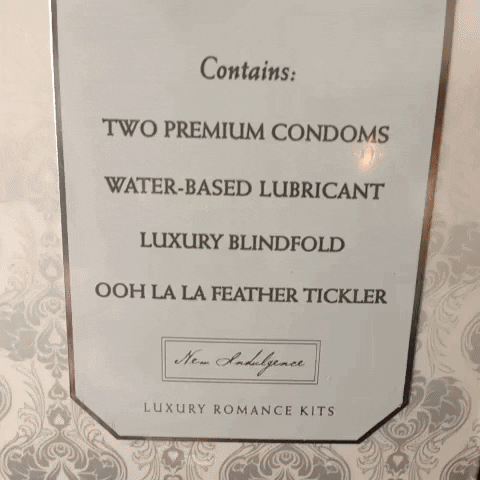 Contains:
TWO PREMIUM CONDOMS
WATER-BASED LUBRICANT
LUXURY BLINDFOLD
OOH LA LA FEATHER TICKLER
New Indulgence
LUXURY ROMANCE KITS